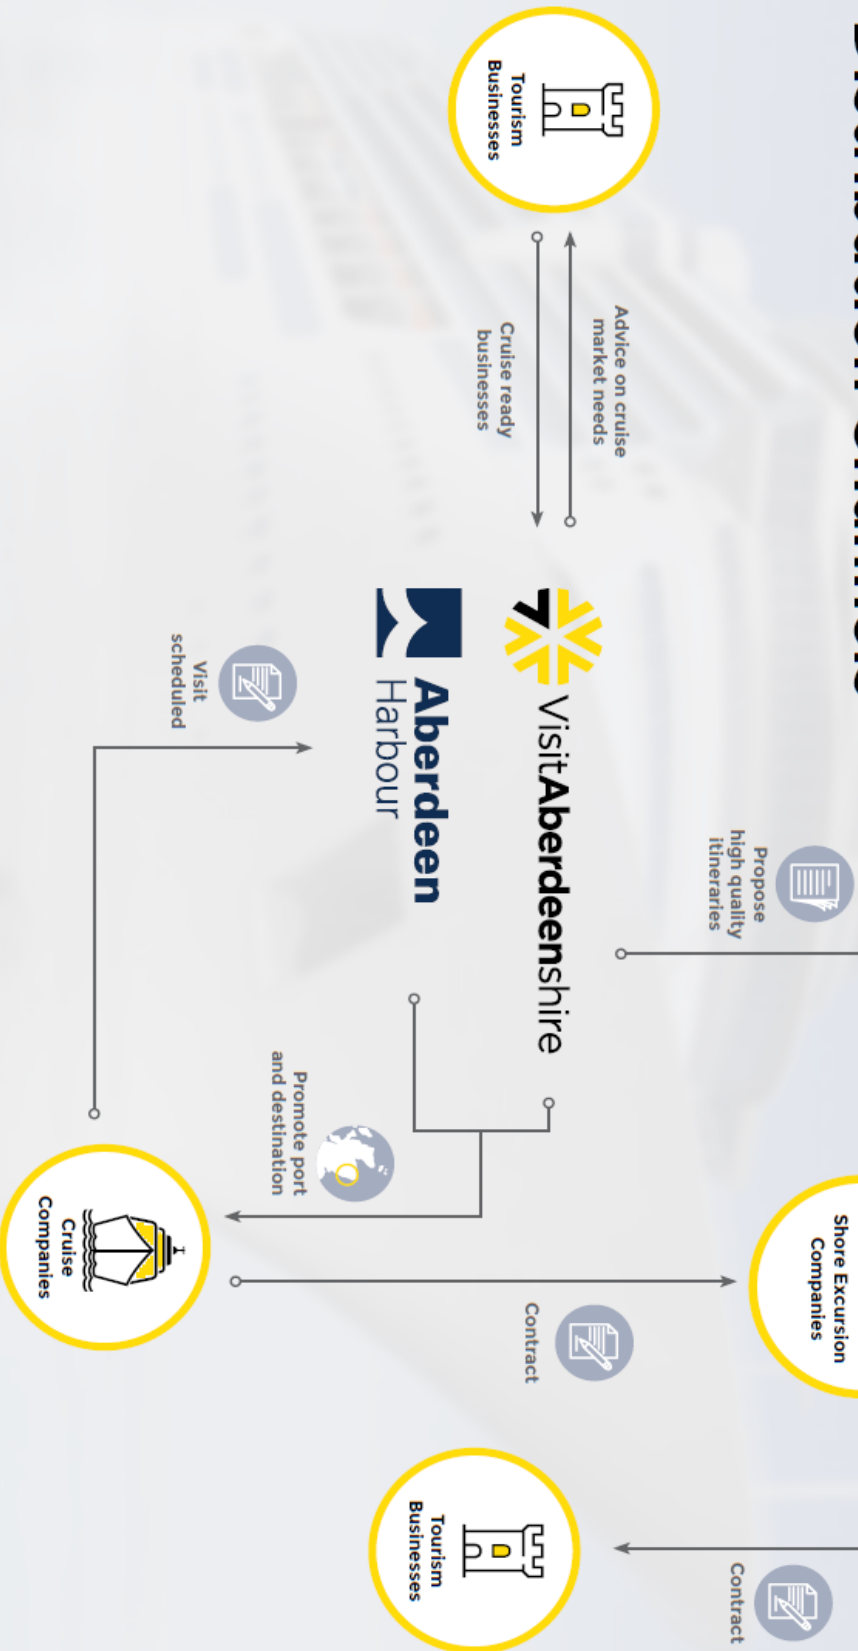 Shore Excursion
Companies
Propose
high quality
itineraries
Contract
Advice on cruise
market needs
Tourism
Businesses
Cruise ready
businesses
VisitAberdeenshire
Aberdeen
Harbour
Contract
Tourism
Businesses
Promote port
and destination
Visit
scheduled
Cruise
Companies